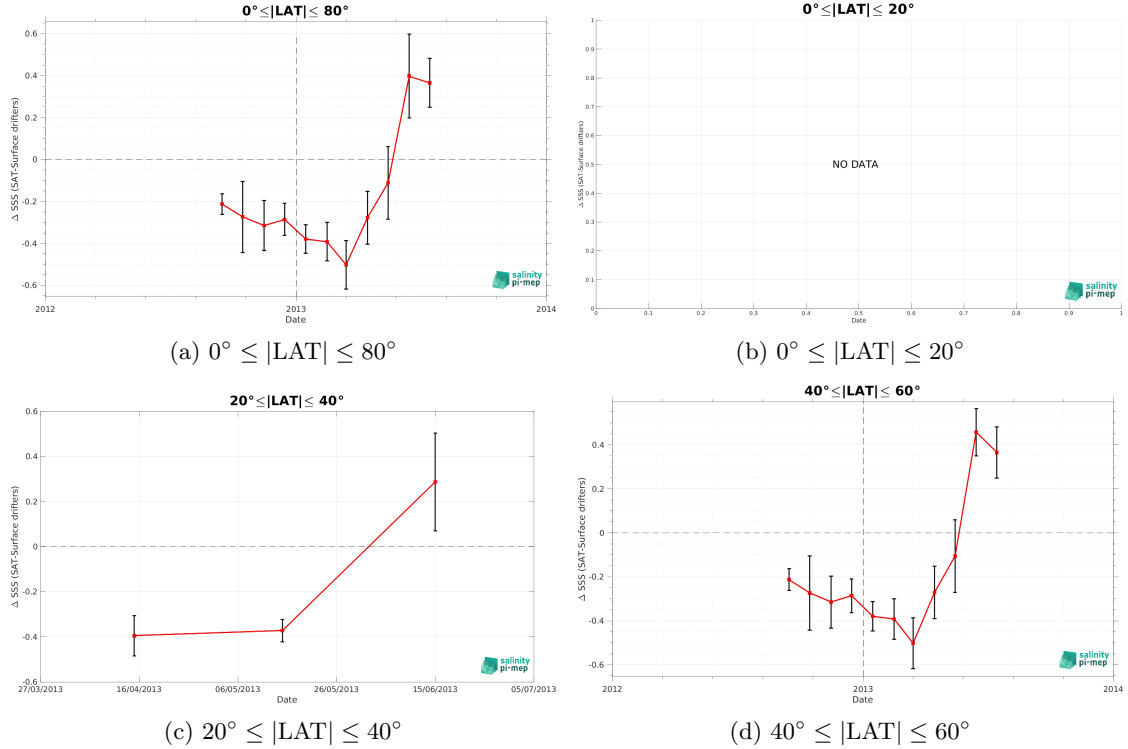 0°≤|LAT|≤ 80°
Δ SSS (SAT-Surface drifters)
0.4
0.2
0
-0.2
-0.4
-0.6
2012
2013
2014
Date
salinity
pi-mep
(a) 0° ≤ |LAT| ≤ 80°
0°≤|LAT|≤ 20°
Δ SSS (SAT-Surface drifters)
1
0.9
0.8
0.7
0.6
0.5
0.4
0.3
0.2
0.1
0
NO DATA
0 0.1 0.2 0.3 0.4 0.5 0.6 0.7 0.8 0.9 1
Date
salinity
pi-mep
(b) 0° ≤ |LAT| ≤ 20°
20°≤|LAT|≤ 40°
Δ SSS (SAT-Surface drifters)
0.6
0.4
0.2
0
-0.2
-0.4
-0.6
27/03/2013 16/04/2013 06/05/2013 26/05/2013 15/06/2013 05/07/2013
Date
salinity
pi-mep
(c) 20° ≤ |LAT| ≤ 40°
40°≤|LAT|≤ 60°
Δ SSS (SAT-Surface drifters)
0.4
0.2
0
-0.2
-0.4
-0.6
2012
2013
2014
Date
salinity
pi-mep
(d) 40° ≤ |LAT| ≤ 60°